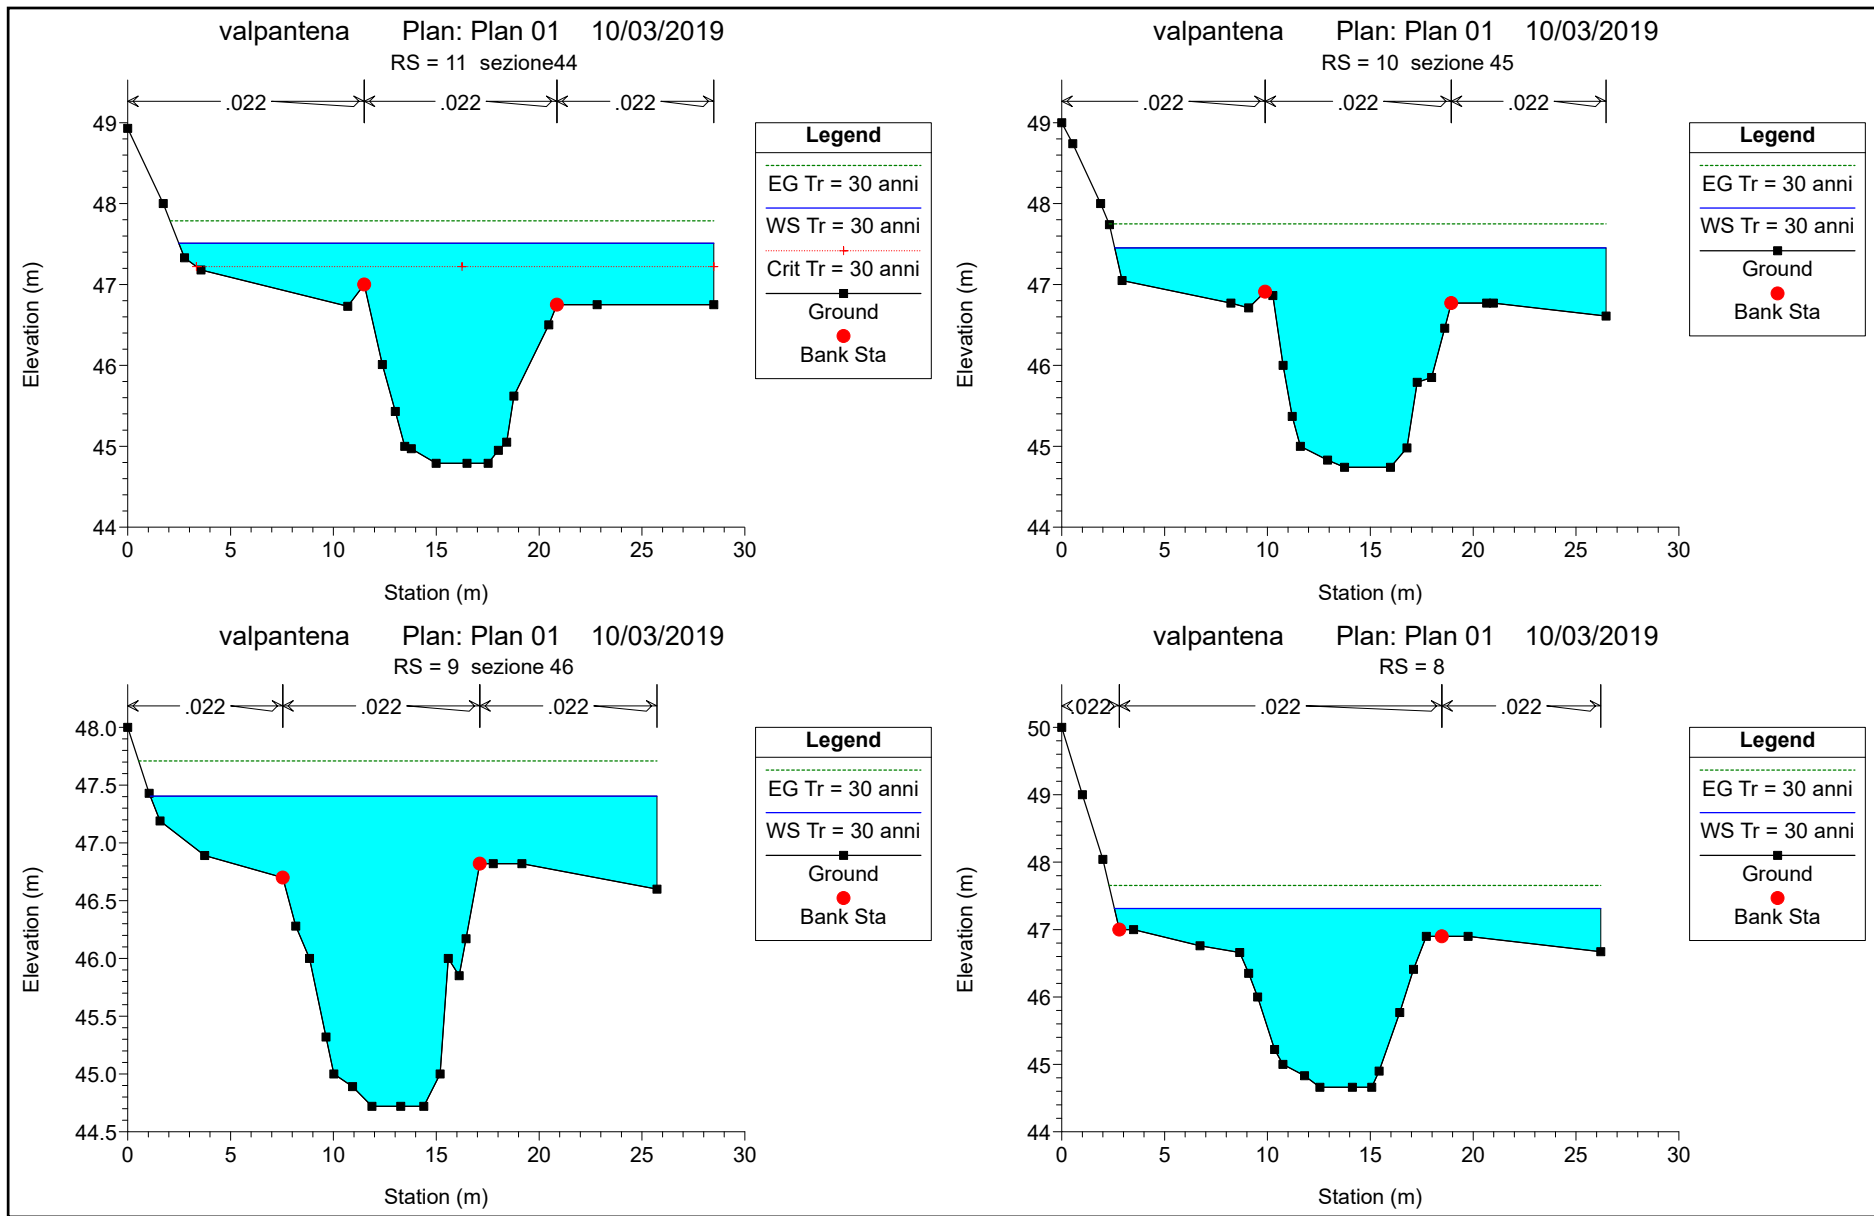 valpantena Plan: Plan 01 10/03/2019
RS = 11 sezione44
.022 .022 .022
49
48
47
46
45
44
0 5 10 15 20 25 30
Station (m)
Elevation (m)
Legend
EG Tr = 30 anni
WS Tr = 30 anni
Crit Tr = 30 anni
Ground
Bank Sta
valpantena Plan: Plan 01 10/03/2019
RS = 10 sezione 45
.022 .022 .022
49
48
47
46
45
44
0 5 10 15 20 25 30
Station (m)
Elevation (m)
Legend
EG Tr = 30 anni
WS Tr = 30 anni
Ground
Bank Sta
valpantena Plan: Plan 01 10/03/2019
RS = 9 sezione 46
.022 .022 .022
48.0
47.5
47.0
46.5
46.0
45.5
45.0
44.5
0 5 10 15 20 25 30
Station (m)
Elevation (m)
Legend
EG Tr = 30 anni
WS Tr = 30 anni
Ground
Bank Sta
valpantena Plan: Plan 01 10/03/2019
RS = 8
.022 .022 .022
50
49
48
47
46
45
44
0 5 10 15 20 25 30
Station (m)
Elevation (m)
Legend
EG Tr = 30 anni
WS Tr = 30 anni
Ground
Bank Sta